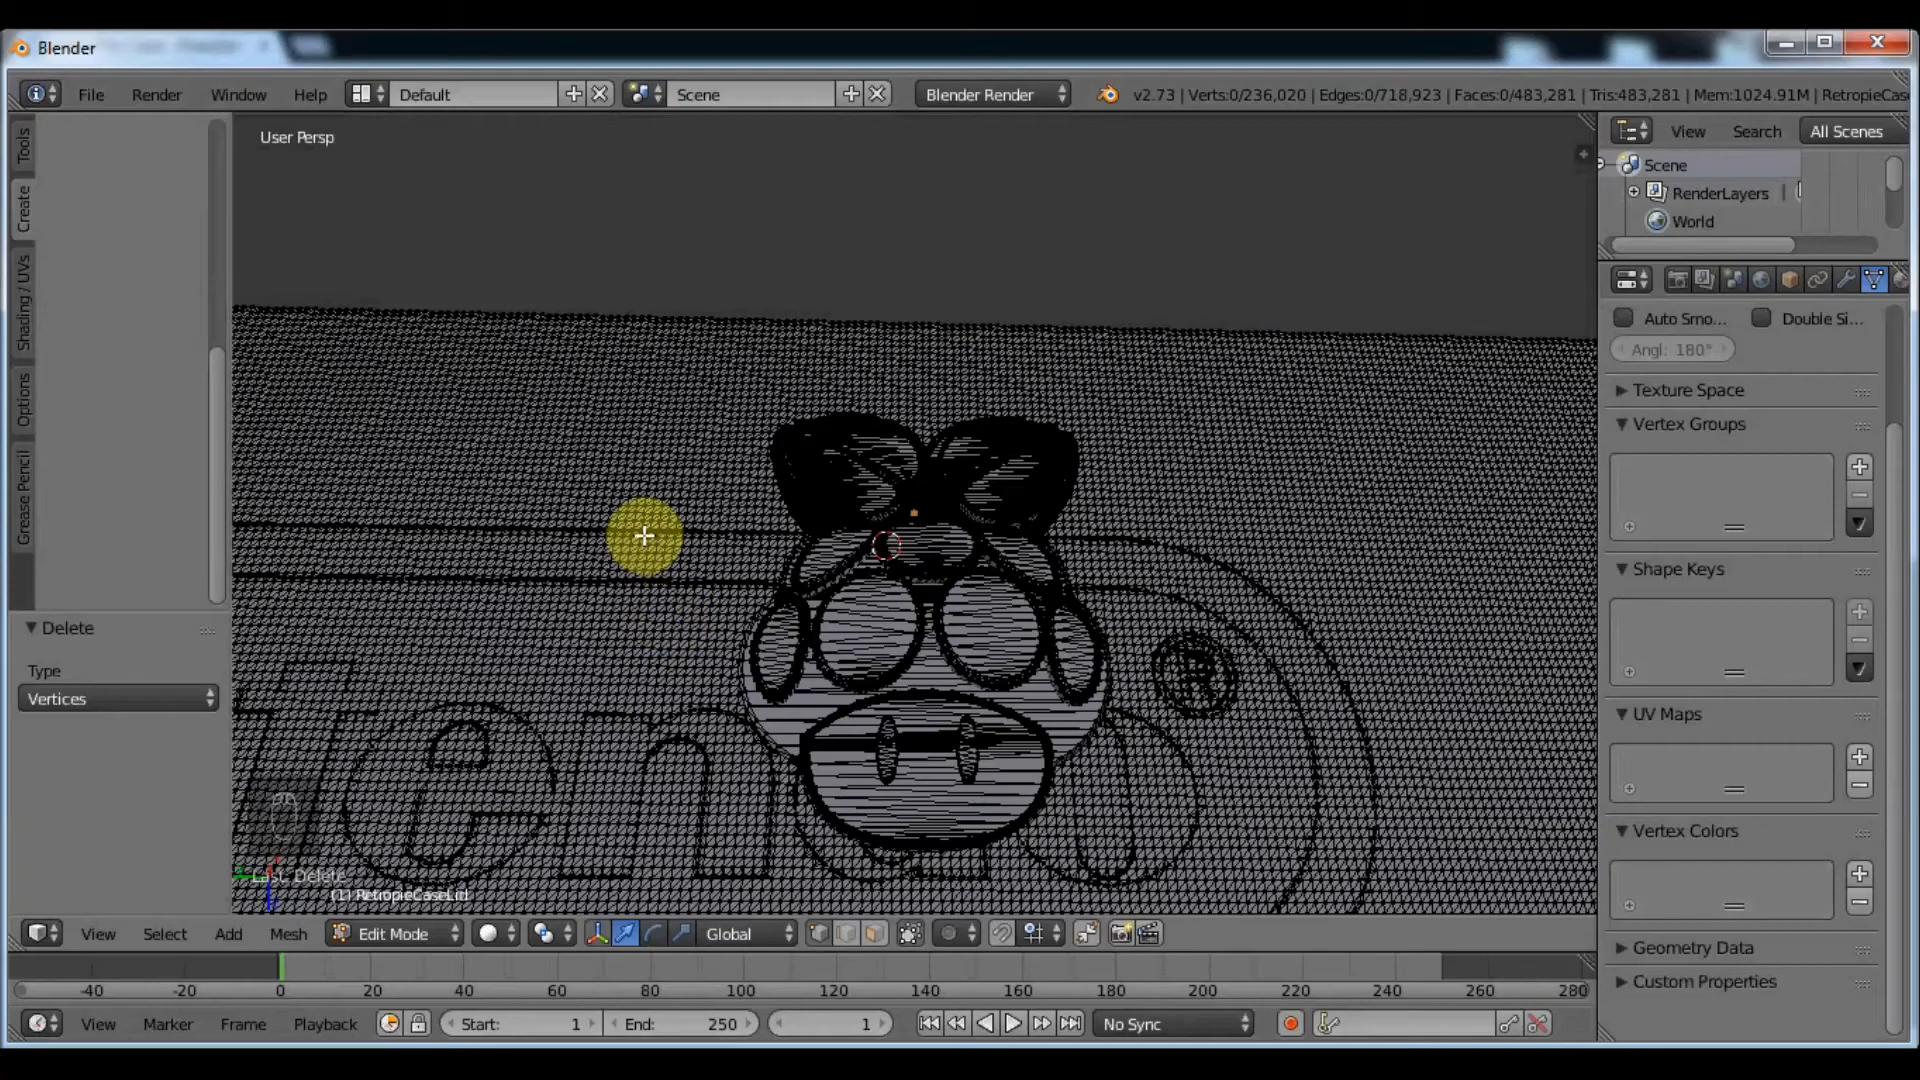 Blender
File Render Window Help Default Scene Blender Render v2.73 | Verts:0/236,020 | Edges:0/718,923 | Faces:0/483,281 | Tris:483,281 | Mem:1024.91M | RetropieCas
Tools
Create
Shading / UVs
Options
Grease Pencil
User Persp
View Search All Scenes
Scene
RenderLayers
World
Auto Smo... Double Si...
Angl: 180°
Texture Space
Vertex Groups
Shape Keys
UV Maps
Vertex Colors
Geometry Data
Custom Properties
Delete
Type
Vertices
R
Last: Delete
(1) RetropieCaseLid
View Select Add Mesh Edit Mode Global
-40 -20 0 20 40 60 80 100 120 140 160 180 200 220 240 260 280
View Marker Frame Playback Start: 1 End: 250 1 No Sync